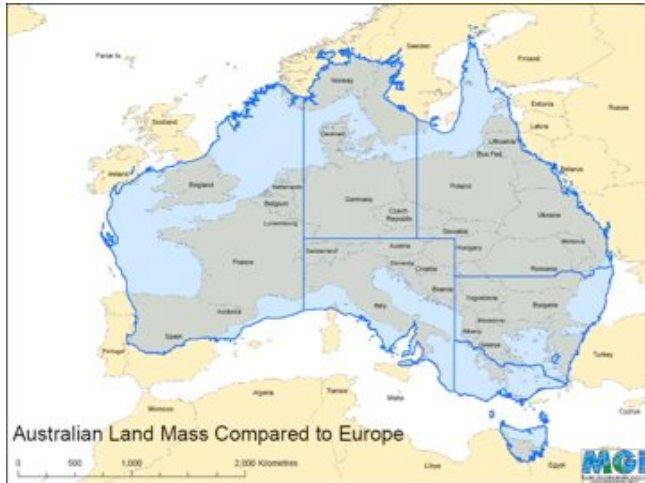 Faroe Is.
Sweden
Finland
Norway
Scotland
Estonia
Russia
Latvia
Denmark
Lithuania
Ireland
Rus.Fed.
Belarus
England
Netherlands
Germany
Poland
Belgium
Czech
Republic
Ukraine
Luxembourg
Slovakia
Austria
Hungary
Moldova
France
Switzerland
Slovenia
Croatia
Romania
Bosnia
Yugoslavia
Andorra
Italy
Bulgaria
Macedonia
Spain
Albania
Portugal
Greece
Turkey
Algeria
Tunisia
Malta
Cyprus
Morocco
Australian Land Mass Compared to Europe
0 500 1,000 2,000 Kilometres
Libya
Egypt
MGI